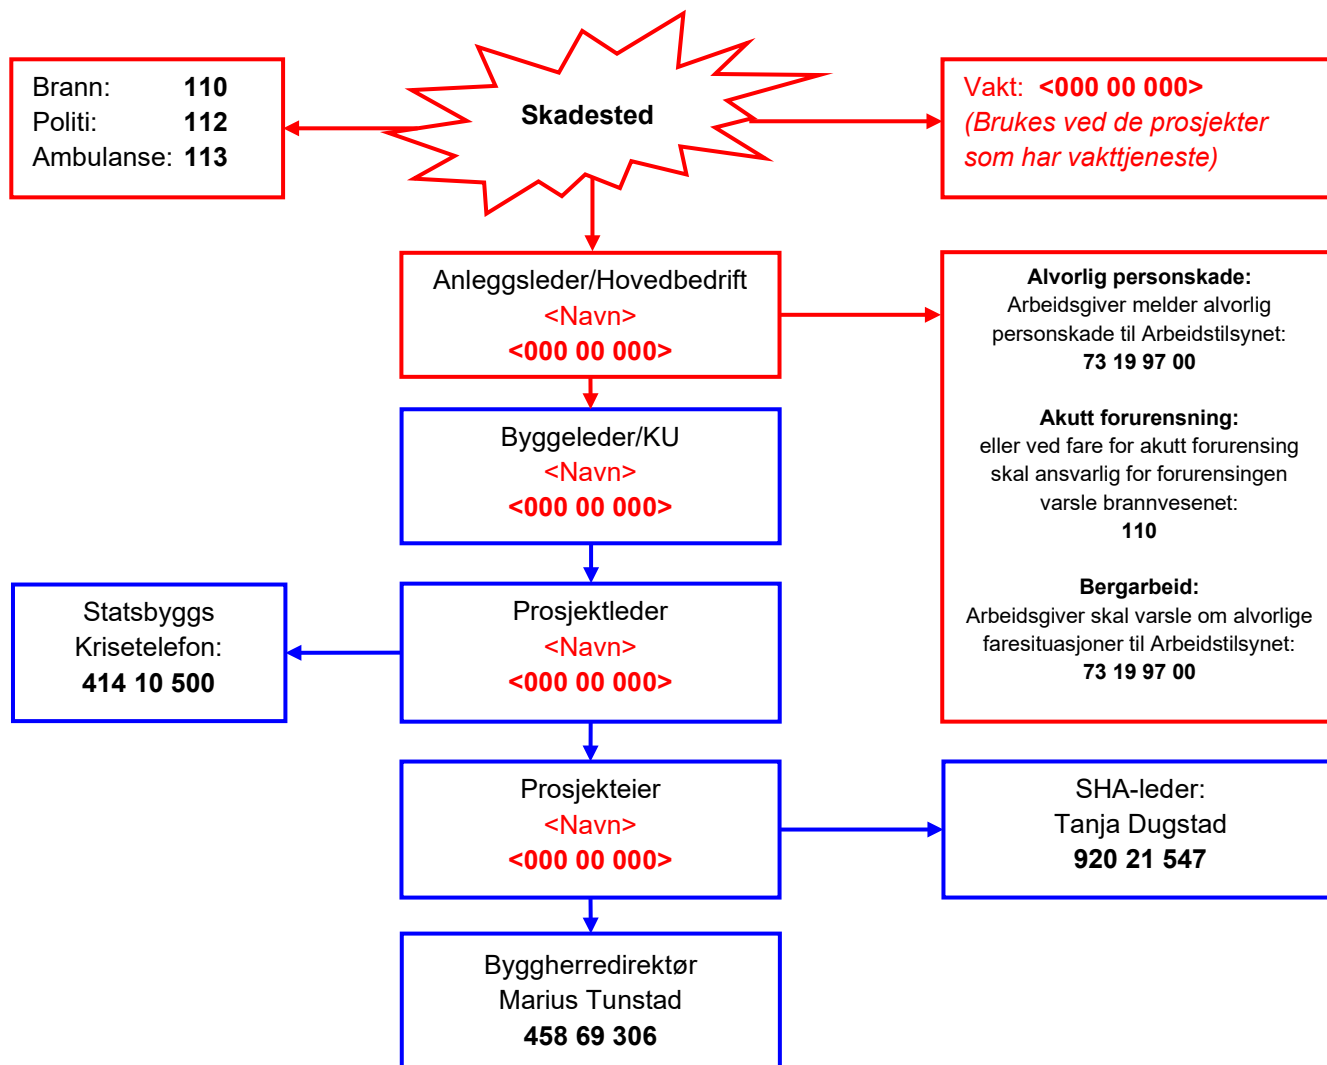 Brann: 110
Politi: 112
Ambulanse: 113
Skadested
Vakt: <000 00 000>
(Brukes ved de prosjekter
som har vakttjeneste)
Anleggsleder/Hovedbedrift
<Navn>
<000 00 000>
Alvorlig personskade:
Arbeidsgiver melder alvorlig
personskade til Arbeidstilsynet:
73 19 97 00
Akutt forurensning:
eller ved fare for akutt forurensing
skal ansvarlig for forurensingen
varsle brannvesenet:
110
Bergarbeid:
Arbeidsgiver skal varsle om alvorlige
faresituasjoner til Arbeidstilsynet:
73 19 97 00
Byggeleder/KU
<Navn>
<000 00 000>
Statsbyggs
Krisetelefon:
414 10 500
Prosjektleder
<Navn>
<000 00 000>
Prosjekteier
<Navn>
<000 00 000>
SHA-leder:
Tanja Dugstad
920 21 547
Byggherredirektør
Marius Tunstad
458 69 306